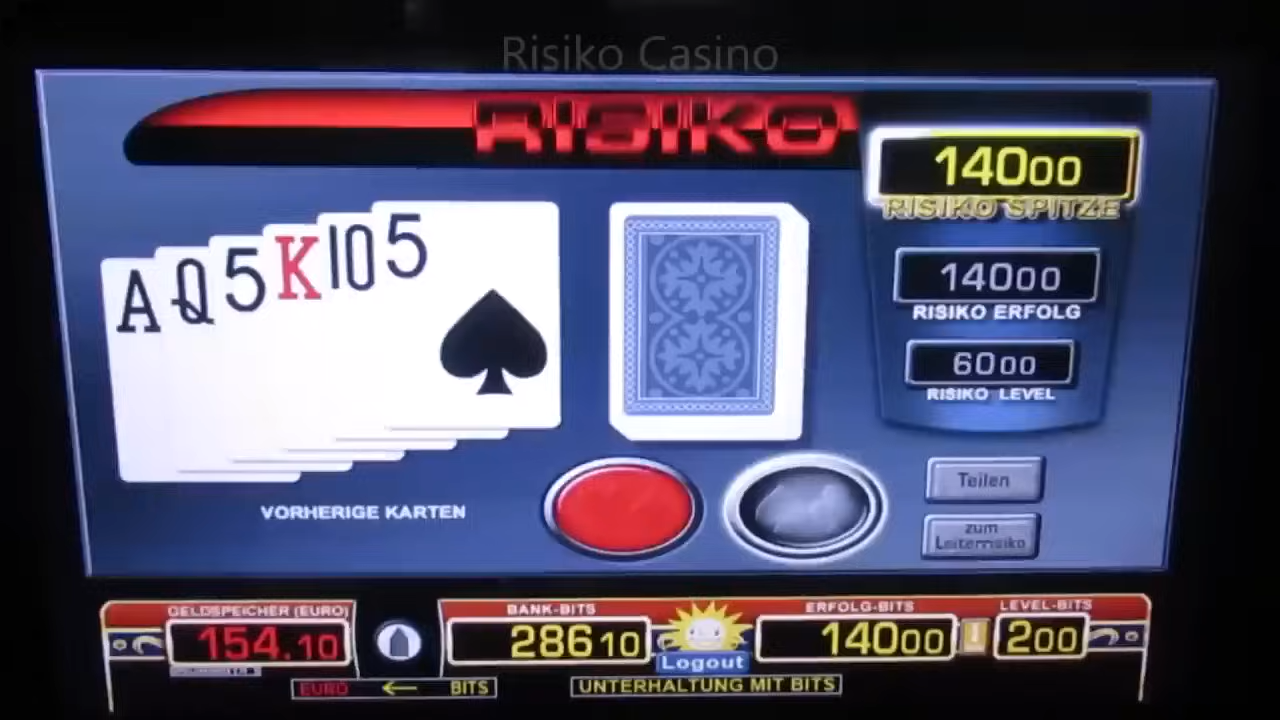 Risiko Casino
RISIKO
14000
RISIKO SPITZE
A Q 5 K 10 5
14000
RISIKO ERFOLG
6000
RISIKO LEVEL
Teilen
VORHERIGE KARTEN
zum
Leiterrisiko
GELDSPEICHER (EURO)
BANK-BITS
ERFOLG-BITS
LEVEL-BITS
154.10
28610
14000
200
Logout
EURO ← BITS
UNTERHALTUNG MIT BITS